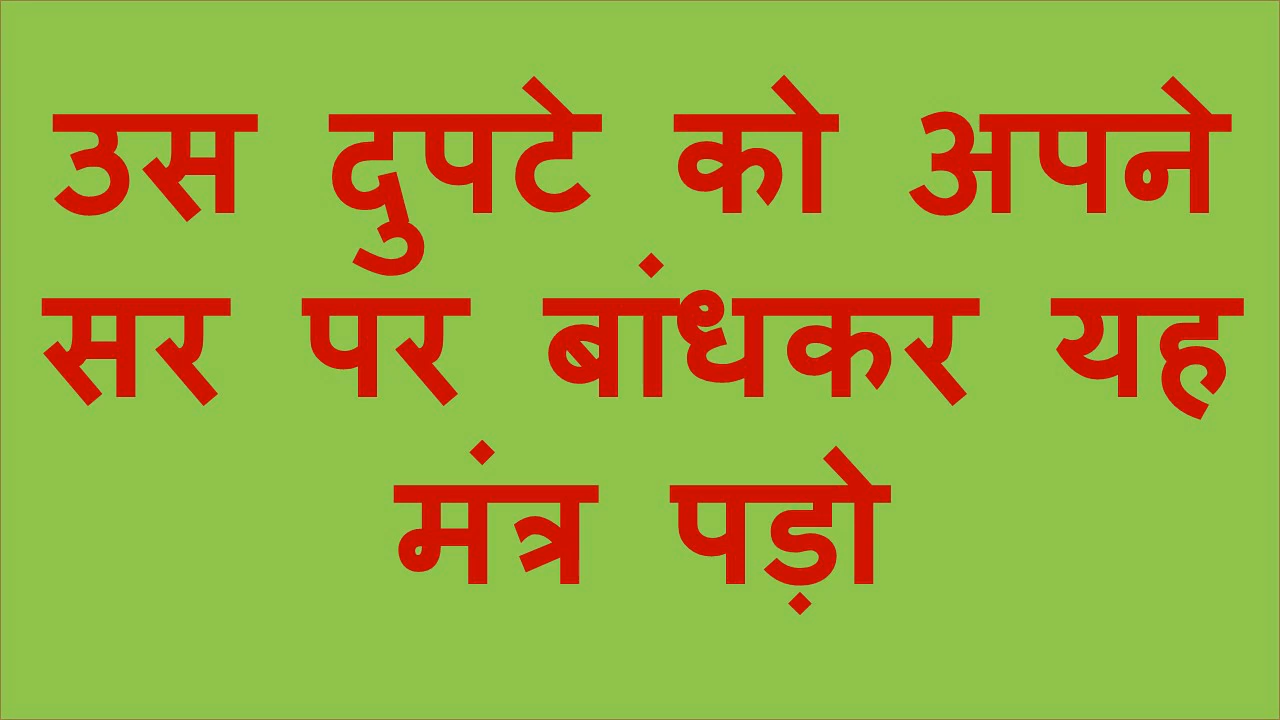 उस दुपटे को अपने
सर पर बांधकर यह
मंत्र पड़ो